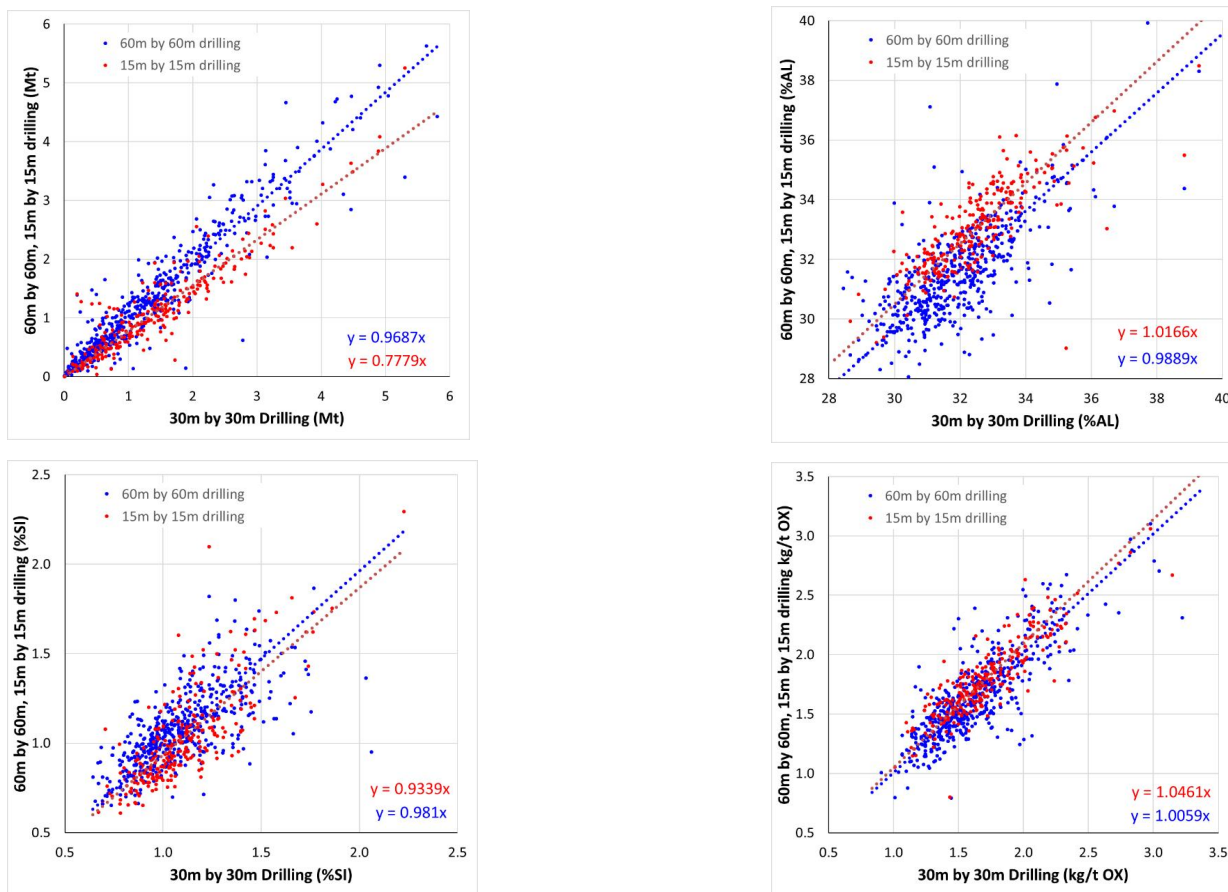 6
5
4
3
2
1
0
60m by 60m, 15m by 15m drilling (Mt)
60m by 60m drilling
15m by 15m drilling
y = 0.9687x
y = 0.7779x
0 1 2 3 4 5 6
30m by 30m Drilling (Mt)
40
38
36
34
32
30
28
60m by 60m, 15m by 15m drilling (%AL)
60m by 60m drilling
15m by 15m drilling
y = 1.0166x
y = 0.9889x
28 30 32 34 36 38 40
30m by 30m Drilling (%AL)
2.5
2.0
1.5
1.0
0.5
60m by 60m, 15m by 15m drilling (%SI)
60m by 60m drilling
15m by 15m drilling
y = 0.9339x
y = 0.981x
0.5 1.0 1.5 2.0 2.5
30m by 30m Drilling (%SI)
3.5
3.0
2.5
2.0
1.5
1.0
0.5
60m by 60m, 15m by 15m drilling kg/t OX)
60m by 60m drilling
15m by 15m drilling
y = 1.0461x
y = 1.0059x
0.5 1.0 1.5 2.0 2.5 3.0 3.5
30m by 30m Drilling (kg/t OX)